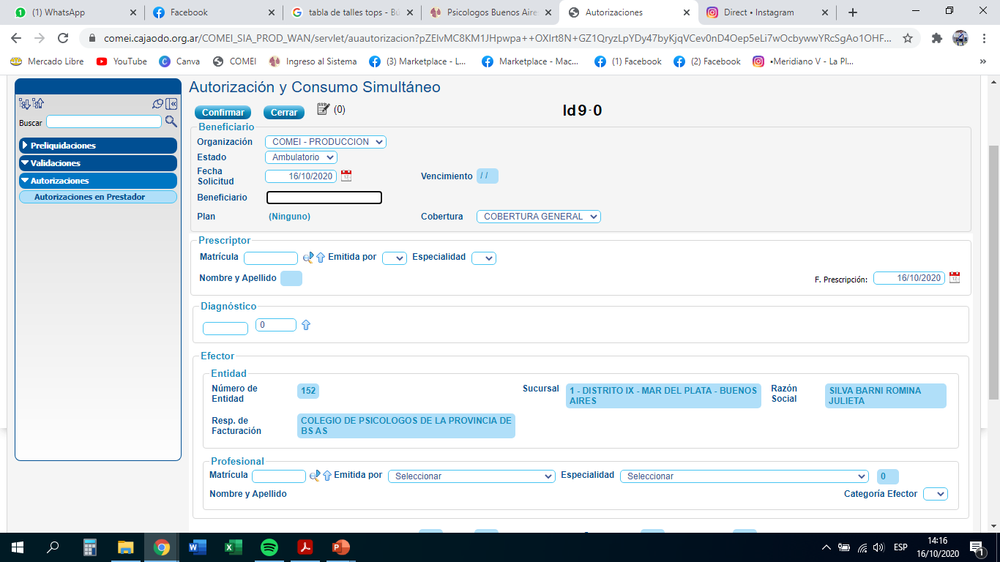 (1) WhatsApp
Facebook
tabla de talles tops - Bú
Psicologos Buenos Aire
Autorizaciones
Direct • Instagram
comei.cajaodo.org.ar/COMEI_SIA_PROD_WAN/servlet/auautorizacion?pZEIvMC8KM1JHpwpa++OXIrt8N+GZ1QryzLpYDy47byKjqVCev0nD4Oep5eLi7wOcbywwYRcSgAo1OHF...
Mercado Libre
YouTube
Canva
COMEI
Ingreso al Sistema
(3) Marketplace - L...
Marketplace - Mac...
(1) Facebook
(2) Facebook
•Meridiano V - La Pl...
Buscar
Preliquidaciones
Validaciones
Autorizaciones
Autorizaciones en Prestador
Autorización y Consumo Simultáneo
Confirmar Cerrar (0) Id 9 - 0
Beneficiario
Organización COMEI - PRODUCCION
Estado Ambulatorio
Fecha
Solicitud 16/10/2020 Vencimiento / /
Beneficiario
Plan (Ninguno) Cobertura COBERTURA GENERAL
Prescriptor
Matrícula Emitida por Especialidad
Nombre y Apellido F. Prescripción: 16/10/2020
Diagnóstico
0
Efector
Entidad
Número de
Entidad
152
Sucursal
1 - DISTRITO IX - MAR DEL PLATA - BUENOS
AIRES
Razón
Social
SILVA BARNI ROMINA
JULIETA
Resp. de
Facturación
COLEGIO DE PSICOLOGOS DE LA PROVINCIA DE
BS AS
Profesional
Matrícula Emitida por Seleccionar Especialidad Seleccionar 0
Nombre y Apellido Categoría Efector
ESP
14:16
16/10/2020
1